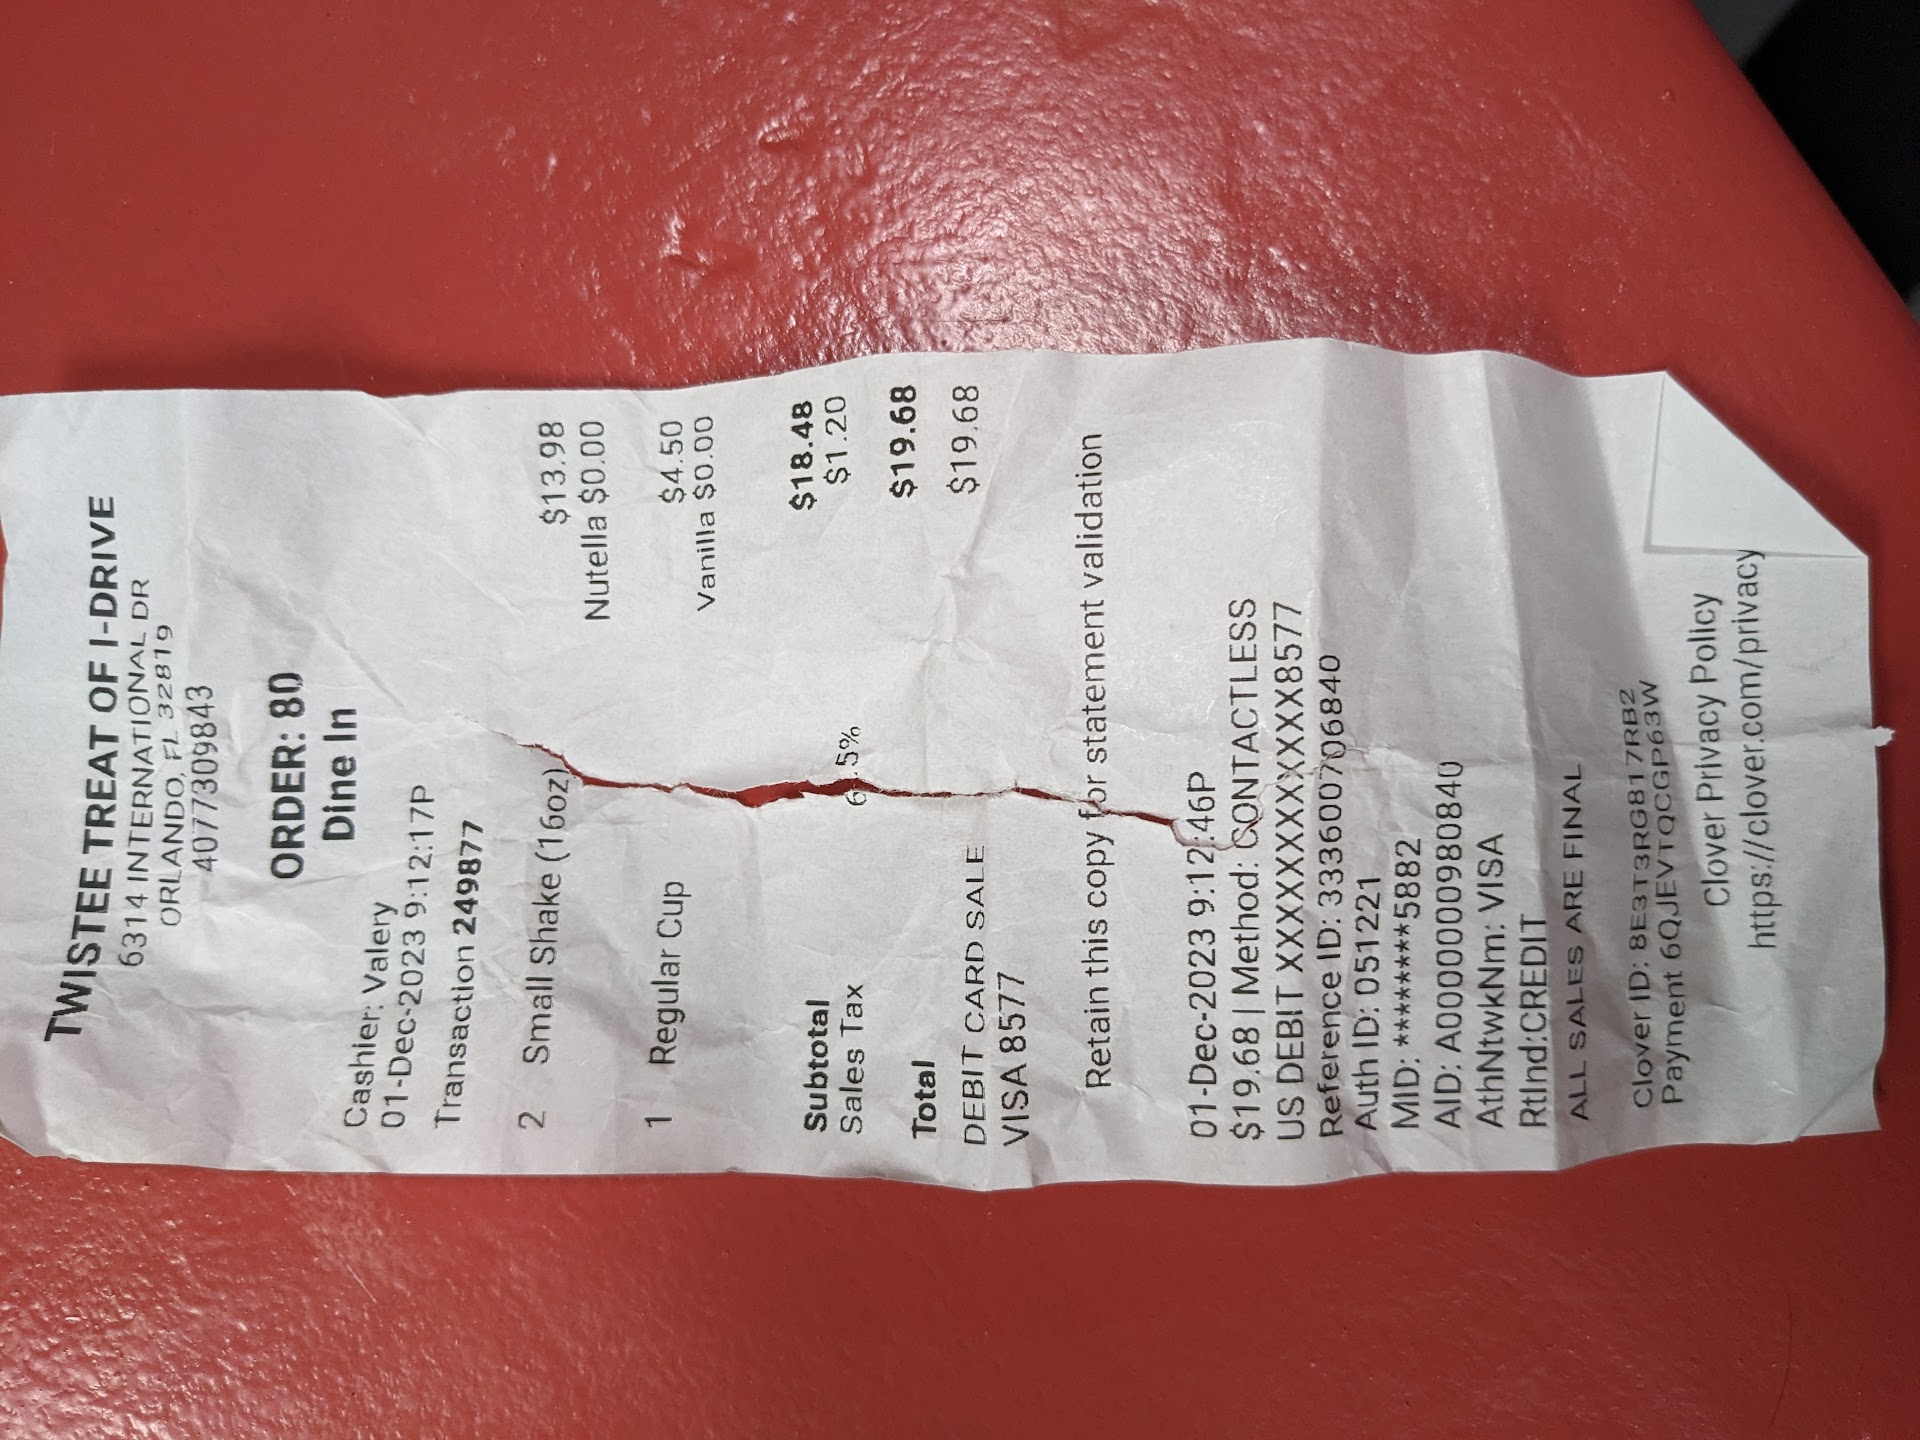 TWISTEE TREAT OF I-DRIVE
6314 INTERNATIONAL DR
ORLANDO, FL 32819
4077309843
ORDER: 80
Dine In
Cashier: Valery
01-Dec-2023 9:12:17P
Transaction 249877
2 Small Shake (16oz) $13.98
Nutella $0.00
1 Regular Cup $4.50
Vanilla $0.00
Subtotal $18.48
Sales Tax 6.5% $1.20
Total $19.68
DEBIT CARD SALE $19.68
VISA 8577
Retain this copy for statement validation
01-Dec-2023 9:12:46P
$19.68 | Method: CONTACTLESS
US DEBIT XXXXXXXXXXXX8577
Reference ID: 333600706840
Auth ID: 051221
MID: ********5882
AID: A0000000980840
AthNtwkNm: VISA
RtInd:CREDIT
ALL SALES ARE FINAL
Clover ID: 8E3T3RG817RB2
Payment 6QJEVTQCGP63W
Clover Privacy Policy
https://clover.com/privacy